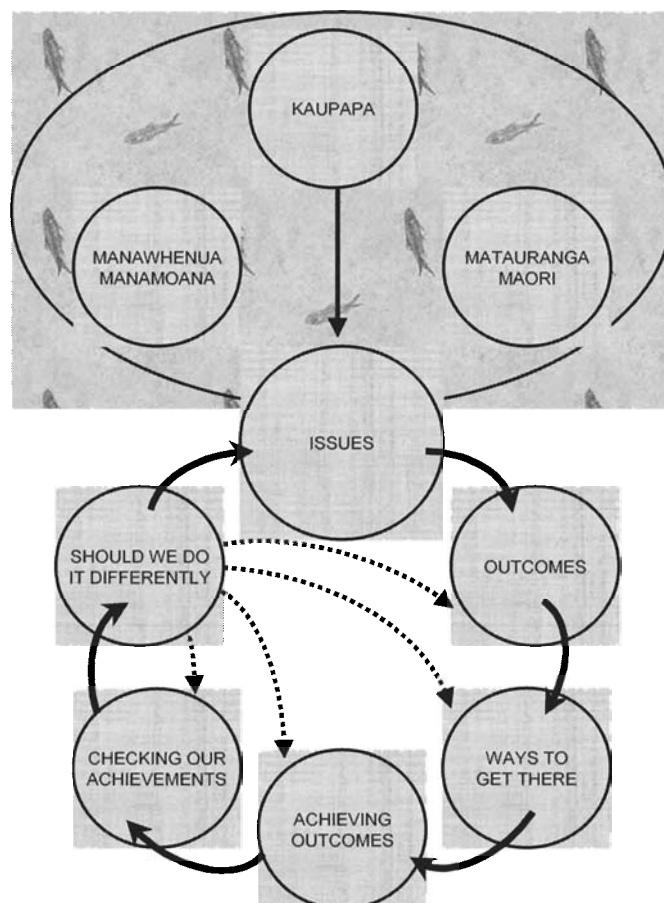 KAUPAPA
MANAWHENUA
MANAMOANA
MATAURANGA
MAORI
ISSUES
SHOULD WE DO
IT DIFFERENTLY
OUTCOMES
CHECKING OUR
ACHIEVEMENTS
WAYS TO
GET THERE
ACHIEVING
OUTCOMES